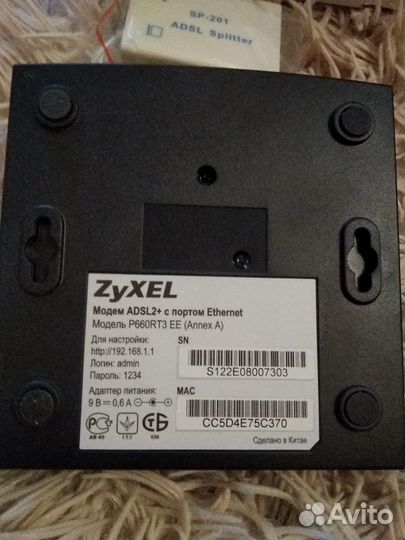 SP-201
ADSL Splitter
ZyXEL
Модем ADSL2+ с портом Ethernet
Модель P660RT3 EE (Annex A)
Для настройки:
http://192.168.1.1
Логин: admin
Пароль: 1234
SN
S122E08007303
Адаптер питания:
9 В 0,6 А
MAC
CC5D4E75C370
Сделано в Китае
Avito